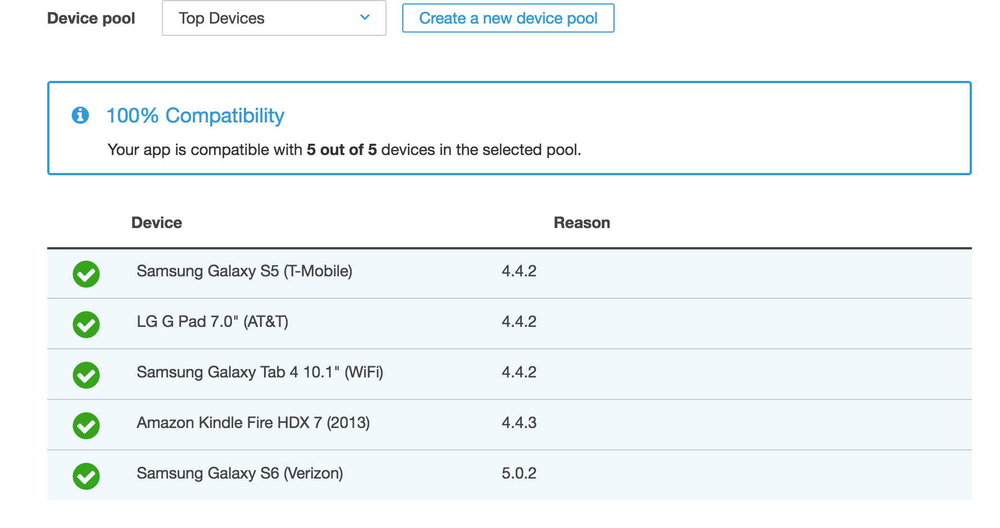 Device pool Top Devices Create a new device pool
100% Compatibility
Your app is compatible with 5 out of 5 devices in the selected pool.
Device Reason
Samsung Galaxy S5 (T-Mobile) 4.4.2
LG G Pad 7.0" (AT&T) 4.4.2
Samsung Galaxy Tab 4 10.1" (WiFi) 4.4.2
Amazon Kindle Fire HDX 7 (2013) 4.4.3
Samsung Galaxy S6 (Verizon) 5.0.2